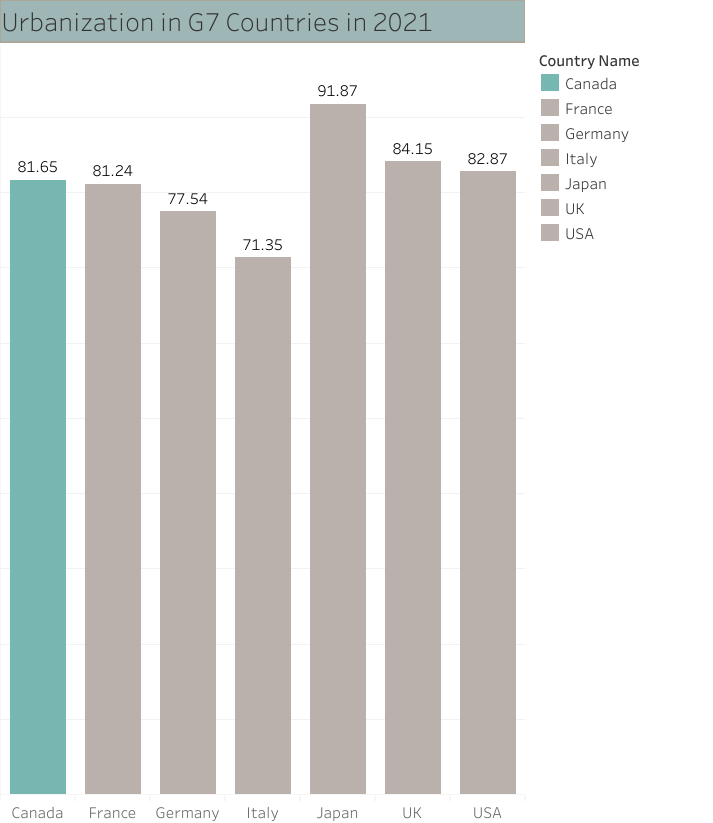 Urbanization in G7 Countries in 2021
Country Name
Canada
France
Germany
Italy
Japan
UK
USA
81.65
81.24
77.54
71.35
91.87
84.15
82.87
Canada
France
Germany
Italy
Japan
UK
USA